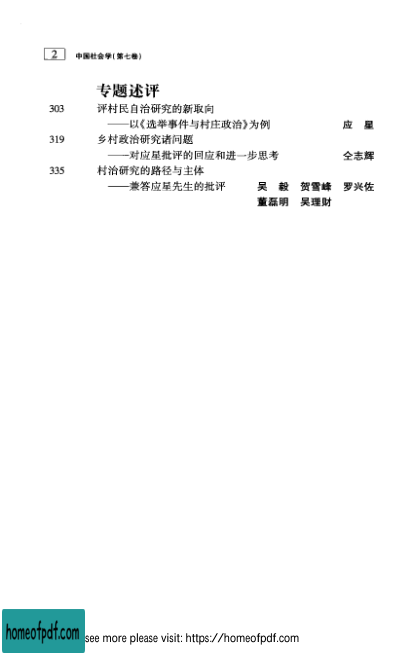 2 中国社会学(第七卷)
专题述评
303 评村民自治研究的新取向
——以《选举事件与村庄政治》为例 应 星
319 乡村政治研究诸问题
——对应星批评的回应和进一步思考 仝志辉
335 村治研究的路径与主体
——兼答应星先生的批评 吴 毅 贺雪峰 罗兴佐
董磊明 吴理财
homeofpdf.com see more please visit: https://homeofpdf.com